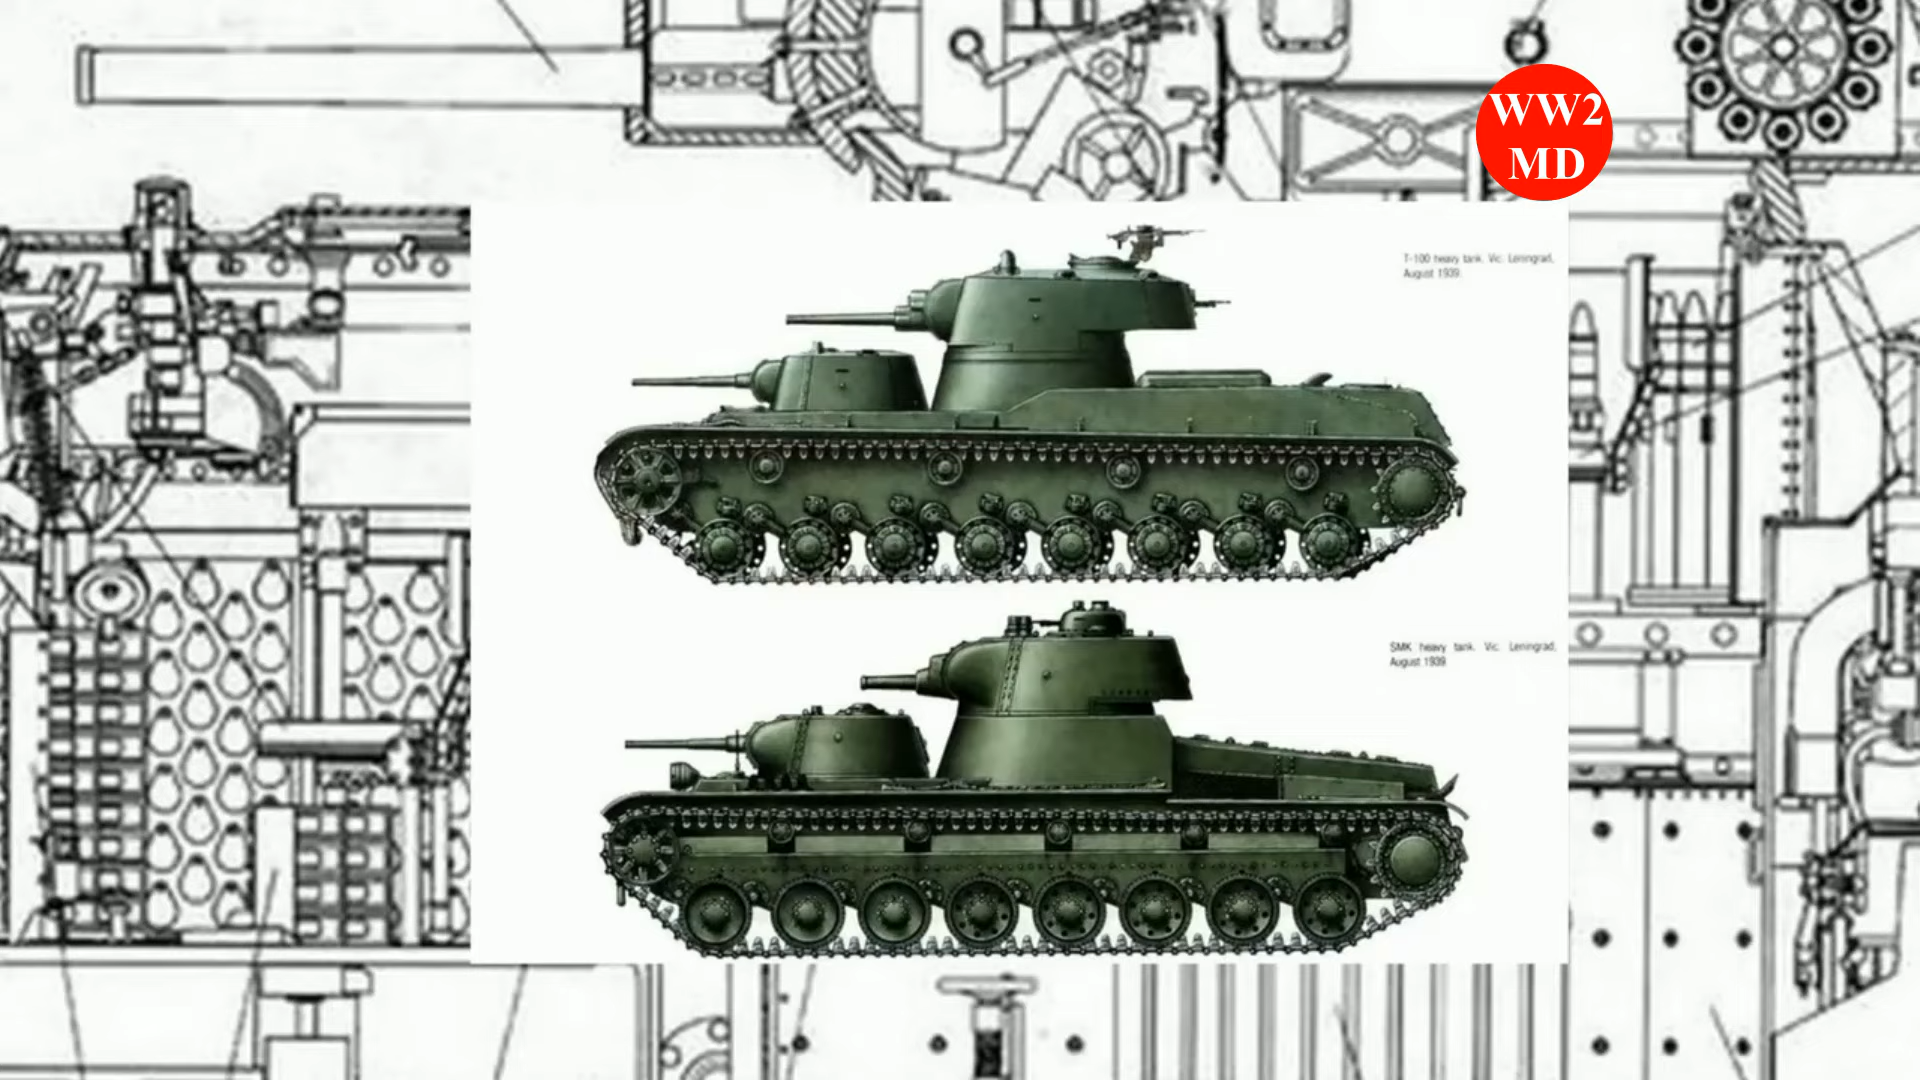 WW2
MD
T-100 heavy tank. Vic. Leningrad,
August 1939.
SMK heavy tank. Vic. Leningrad,
August 1939